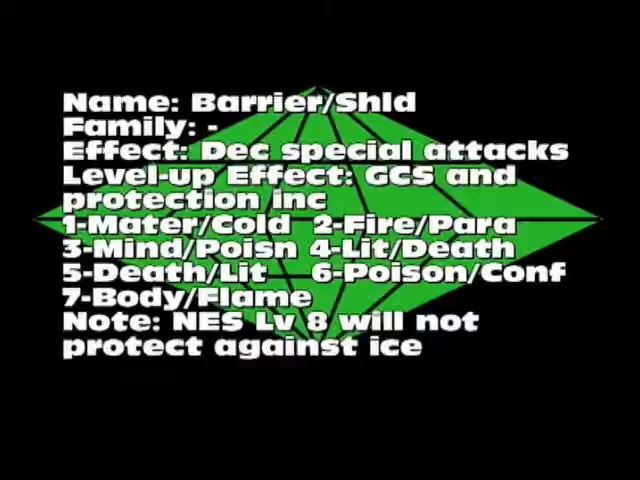 Name: Barrier/Shld
Family: -
Effect: Dec special attacks
Level-up Effect: GCS and
protection inc
1-Mater/Cold 2-Fire/Para
3-Mind/Poisn 4-Lit/Death
5-Death/Lit 6-Poison/Conf
7-Body/Flame
Note: NES Lv 8 will not
protect against ice